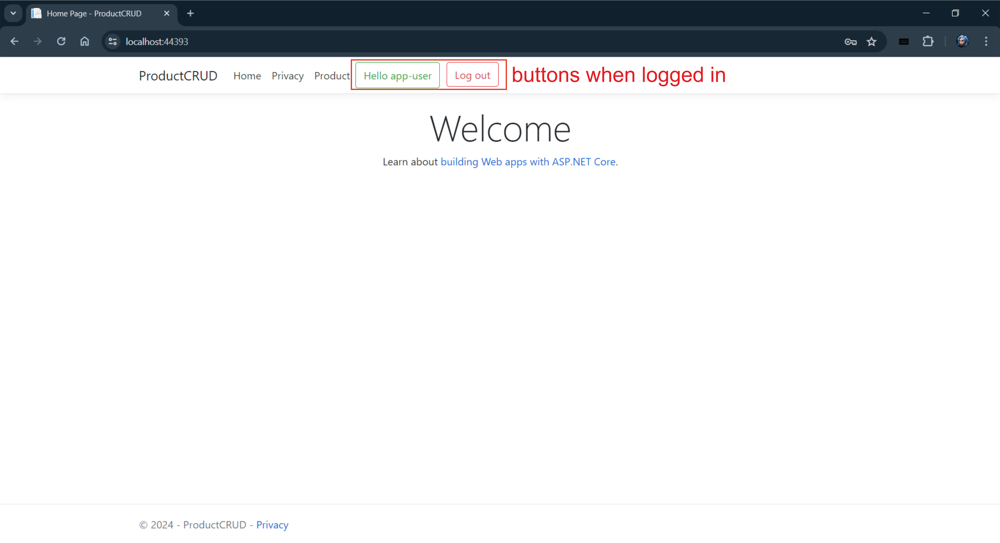 Home Page - ProductCRUD
localhost:44393
ProductCRUD Home Privacy Product Hello app-user Log out buttons when logged in
Welcome
Learn about building Web apps with ASP.NET Core.
© 2024 - ProductCRUD - Privacy